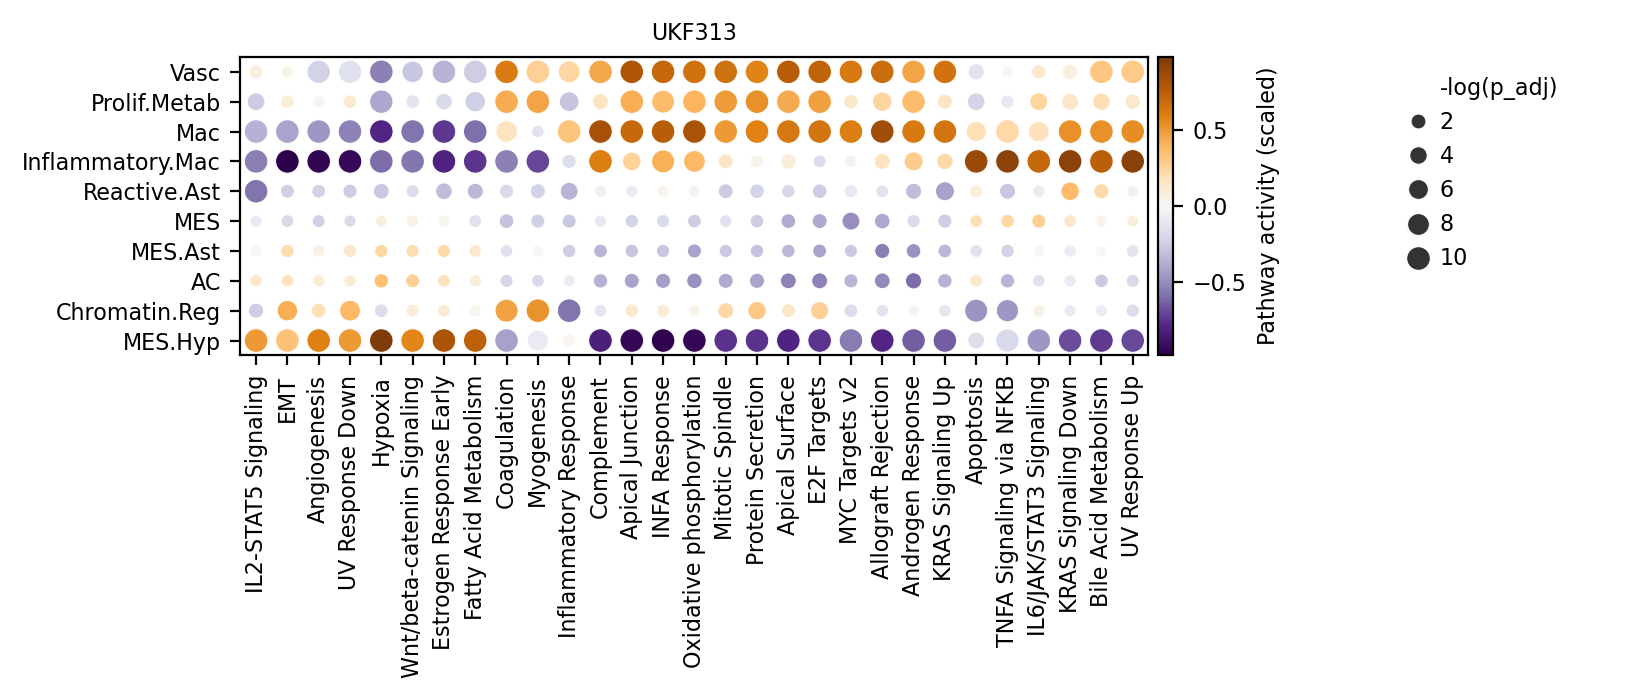 UKF313
Vasc
Prolif.Metab
Mac
Inflammatory.Mac
Reactive.Ast
MES
MES.Ast
AC
Chromatin.Reg
MES.Hyp
IL2-STAT5 Signaling
EMT
Angiogenesis
UV Response Down
Hypoxia
Wnt/beta-catenin Signaling
Estrogen Response Early
Fatty Acid Metabolism
Coagulation
Myogenesis
Inflammatory Response
Complement
Apical Junction
INFA Response
Oxidative phosphorylation
Mitotic Spindle
Protein Secretion
Apical Surface
E2F Targets
MYC Targets v2
Allograft Rejection
Androgen Response
KRAS Signaling Up
Apoptosis
TNFA Signaling via NFKB
IL6/JAK/STAT3 Signaling
KRAS Signaling Down
Bile Acid Metabolism
UV Response Up
0.5
0.0
−0.5
Pathway activity (scaled)
-log(p_adj)
2
4
6
8
10